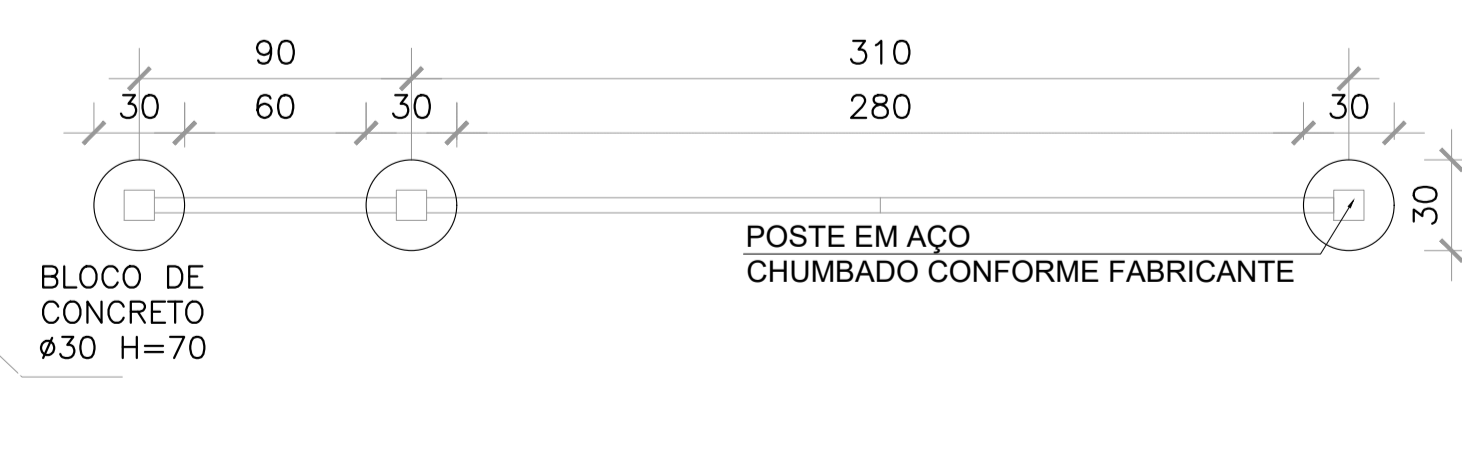 90 310
30 60 30 280 30
30
POSTE EM AÇO
CHUMBADO CONFORME FABRICANTE
BLOCO DE
CONCRETO
ø30 H=70